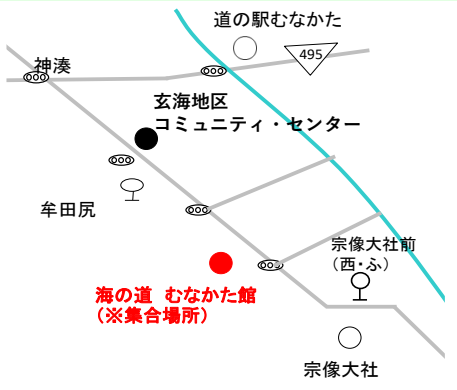 道の駅むなかた
495
神湊
玄海地区
コミュニティ・センター
牟田尻
宗像大社前
（西・ふ）
海の道　むなかた館
（※集合場所）
宗像大社